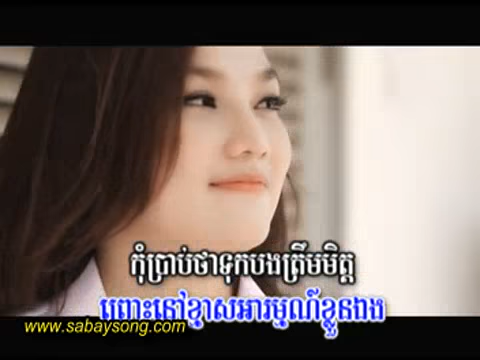 កុំប្រាប់ថាទុកបងត្រឹមមិត្ត
ព្រោះនៅខ្មាសអារម្មណ៍ខ្លួនឯង
www.sabaysong.com